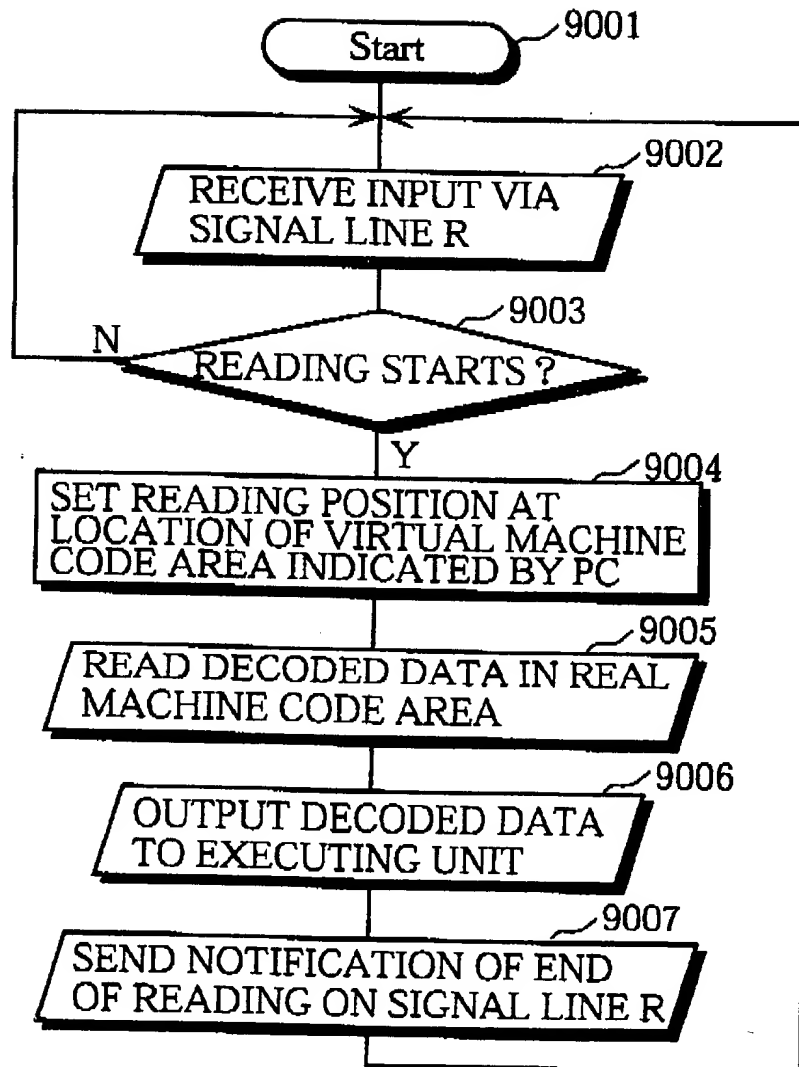 Start
9001
9002
RECEIVE INPUT VIA
SIGNAL LINE R
9003
N
READING STARTS ?
Y
9004
SET READING POSITION AT
LOCATION OF VIRTUAL MACHINE
CODE AREA INDICATED BY PC
9005
READ DECODED DATA IN REAL
MACHINE CODE AREA
9006
OUTPUT DECODED DATA
TO EXECUTING UNIT
9007
SEND NOTIFICATION OF END
OF READING ON SIGNAL LINE R